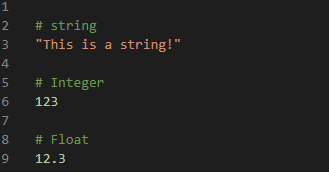 1
2 # string
3 "This is a string!"
4
5 # Integer
6 123
7
8 # Float
9 12.3